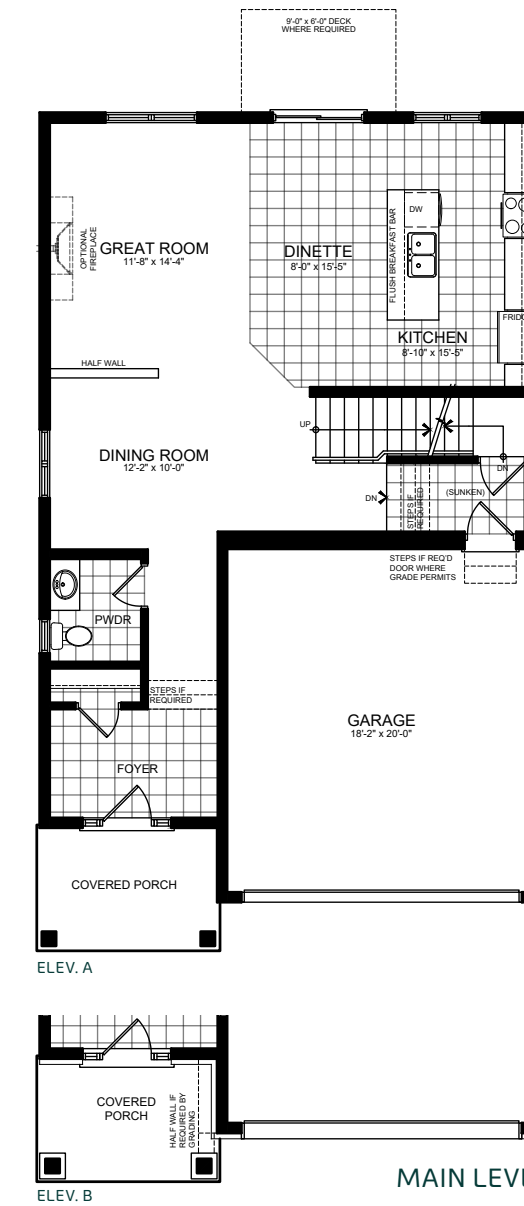 9'-0" x 6'-0" DECK
WHERE REQUIRED
OPTIONAL
FIREPLACE
GREAT ROOM
11'-8" x 14'-4"
DINETTE
8'-0" x 15'-5"
FLUSH BREAKFAST BAR
DW
KITCHEN
8'-10" x 15'-5"
FRIDG
HALF WALL
UP
DINING ROOM
12'-2" x 10'-0"
DN
DN
(SUNKEN)
STEPS IF
REQUIRED
STEPS IF REQ'D
DOOR WHERE
GRADE PERMITS
PWDR
STEPS IF
REQUIRED
GARAGE
18'-2" x 20'-0"
FOYER
COVERED PORCH
ELEV. A
COVERED
PORCH
HALF WALL IF
REQUIRED BY
GRADING
MAIN LEVE
ELEV. B